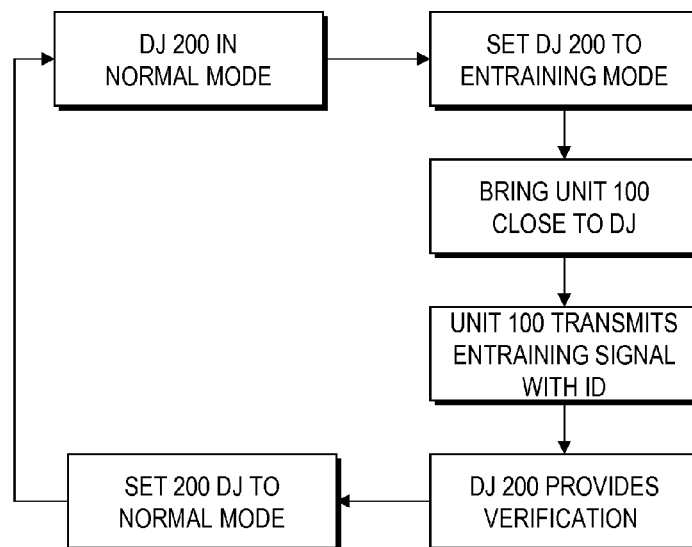 DJ 200 IN
NORMAL MODE
SET DJ 200 TO
ENTRAINING MODE
BRING UNIT 100
CLOSE TO DJ
UNIT 100 TRANSMITS
ENTRAINING SIGNAL
WITH ID
DJ 200 PROVIDES
VERIFICATION
SET 200 DJ TO
NORMAL MODE